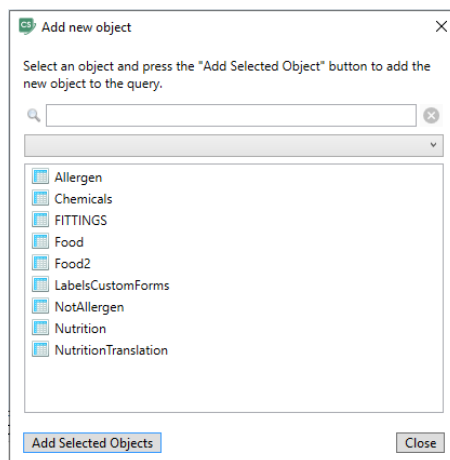 CS Add new object
Select an object and press the "Add Selected Object" button to add the
new object to the query.
Allergen
Chemicals
FITTINGS
Food
Food2
LabelsCustomForms
NotAllergen
Nutrition
NutritionTranslation
Add Selected Objects Close